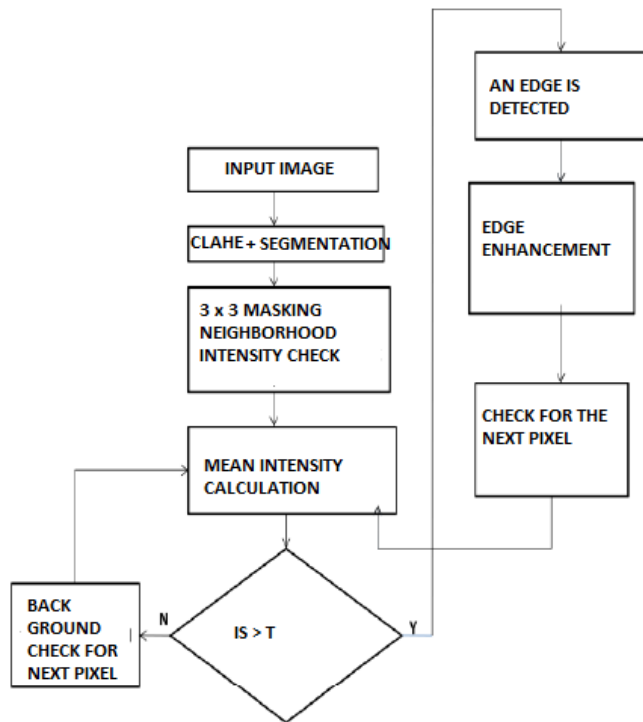 INPUT IMAGE
CLAHE + SEGMENTATION
3 x 3 MASKING
NEIGHBORHOOD
INTENSITY CHECK
MEAN INTENSITY
CALCULATION
IS > T
N
BACK
GROUND
CHECK FOR
NEXT PIXEL
Y
AN EDGE IS
DETECTED
EDGE
ENHANCEMENT
CHECK FOR THE
NEXT PIXEL